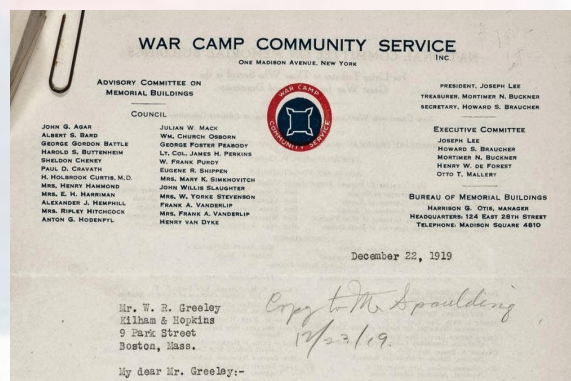 WAR CAMP COMMUNITY SERVICE
INC
ONE MADISON AVENUE, NEW YORK
ADVISORY COMMITTEE ON
MEMORIAL BUILDINGS
COUNCIL
JOHN G. AGAR
ALBERT S. BARD
GEORGE GORDON BATTLE
HAROLD S. BUTTENHEIM
SHELDON CHENEY
PAUL D. CRAVATH
H. HOLBROOK CURTIS, M.D.
MRS. HENRY HAMMOND
MRS. E. H. HARRIMAN
ALEXANDER J. HEMPHILL
MRS. RIPLEY HITCHCOCK
ANTON G. HODENPYL
JULIAN W. MACK
WM. CHURCH OSBORN
GEORGE FOSTER PEABODY
LT. COL. JAMES H. PERKINS
W. FRANK PURDY
EUGENE R. SHIPPEN
MRS. MARY K. SIMKHOVITCH
JOHN WILLIS SLAUGHTER
MRS. W. YORKE STEVENSON
FRANK A. VANDERLIP
MRS. FRANK A. VANDERLIP
HENRY VAN DYKE
WAR CAMP
COMMUNITY SERVICE
PRESIDENT, JOSEPH LEE
TREASURER, MORTIMER N. BUCKNER
SECRETARY, HOWARD S. BRAUCHER
EXECUTIVE COMMITTEE
JOSEPH LEE
HOWARD S. BRAUCHER
MORTIMER N. BUCKNER
HENRY W. DE FOREST
OTTO T. MALLERY
BUREAU OF MEMORIAL BUILDINGS
HARRISON G. OTIS, MANAGER
HEADQUARTERS: 124 EAST 28TH STREET
TELEPHONE: MADISON SQUARE 4810
December 22, 1919
Copy to Mr Spaulding
12/23/19.
Mr. W. R. Greeley
Kilham & Hopkins
9 Park Street
Boston, Mass.
My dear Mr. Greeley:-